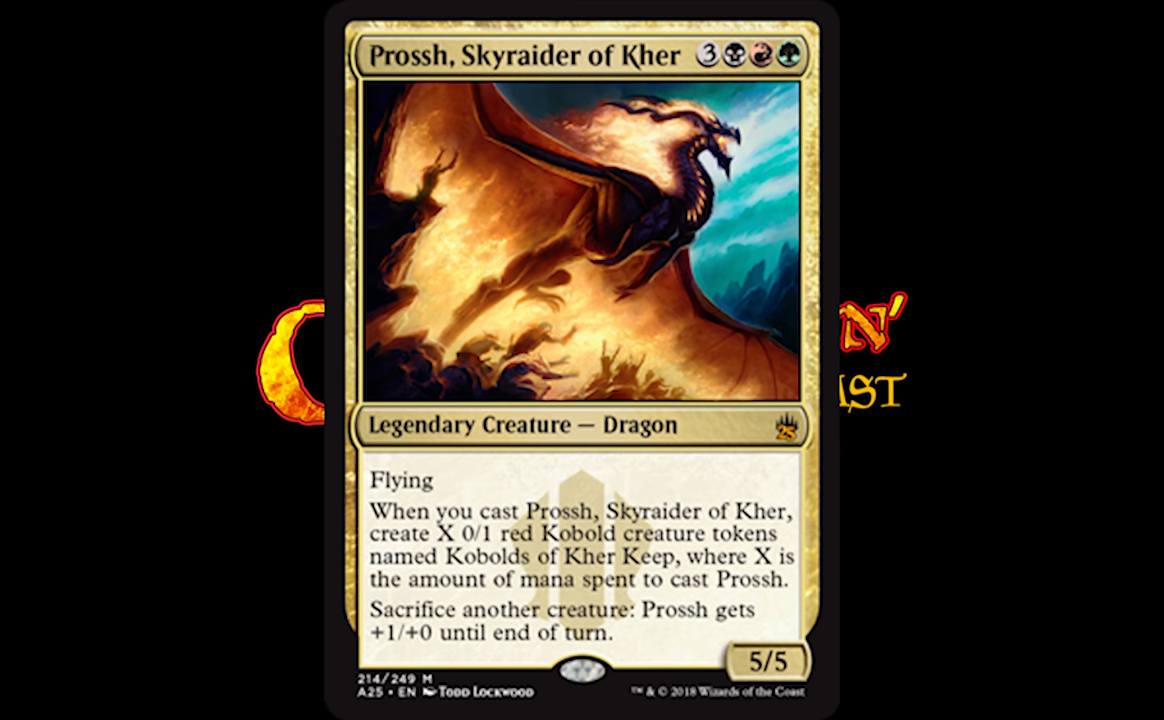 Prossh, Skyraider of Kher 3
Legendary Creature — Dragon
25
Flying
When you cast Prossh, Skyraider of Kher,
create X 0/1 red Kobold creature tokens
named Kobolds of Kher Keep, where X is
the amount of mana spent to cast Prossh.
Sacrifice another creature: Prossh gets
+1/+0 until end of turn.
5/5
214/249 M
A25 • EN Todd Lockwood
™ & © 2018 Wizards of the Coast